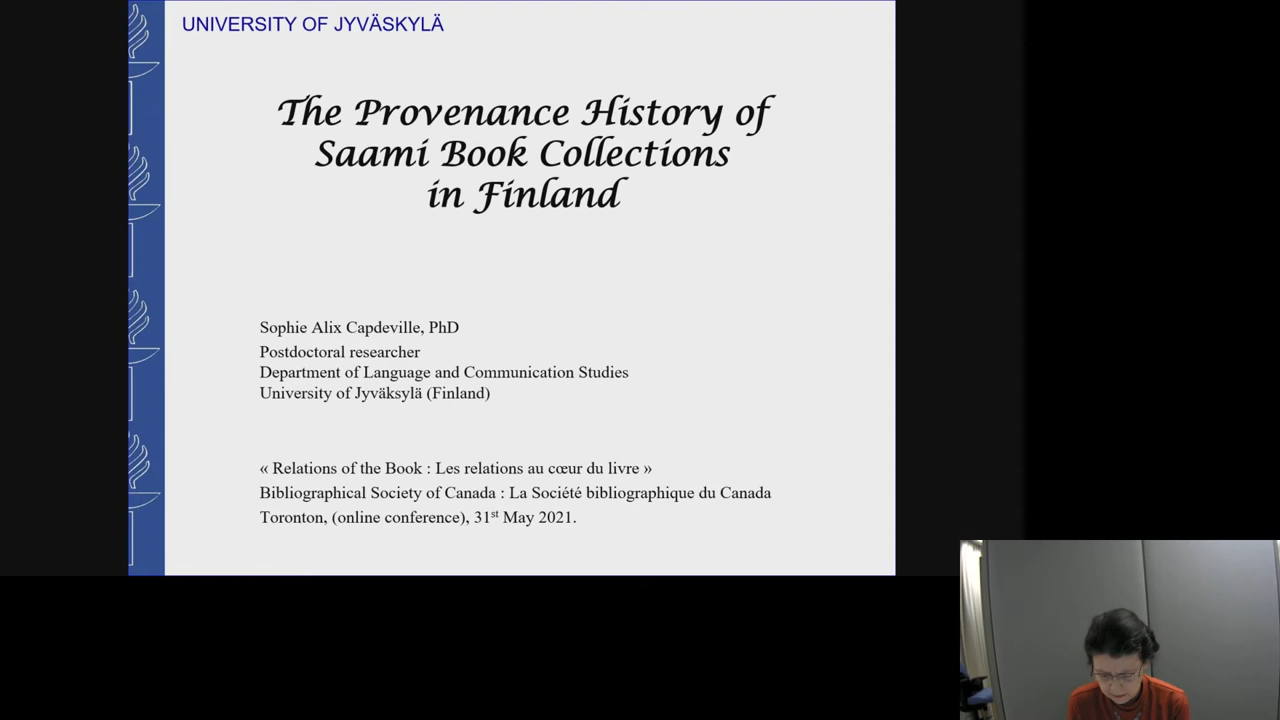 UNIVERSITY OF JYVÄSKYLÄ
The Provenance History of
Saami Book Collections
in Finland
Sophie Alix Capdeville, PhD
Postdoctoral researcher
Department of Language and Communication Studies
University of Jyväksylä (Finland)
« Relations of the Book : Les relations au cœur du livre »
Bibliographical Society of Canada : La Société bibliographique du Canada
Toronton, (online conference), 31st May 2021.